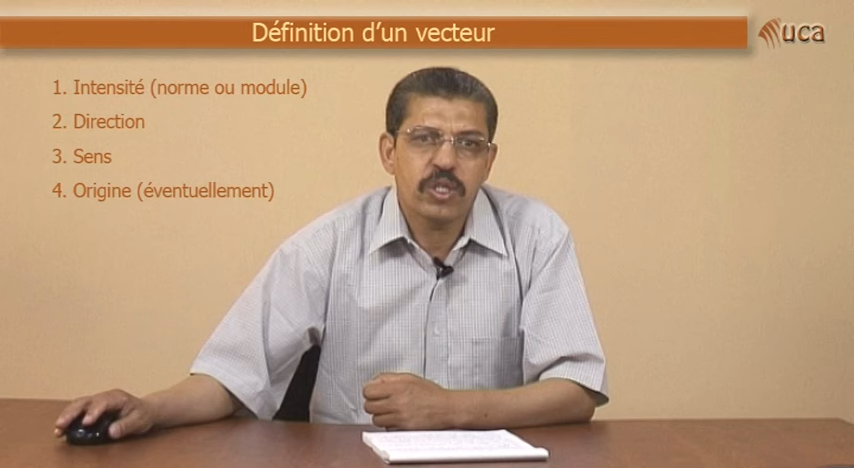 Définition d'un vecteur
uca
1. Intensité (norme ou module)
2. Direction
3. Sens
4. Origine (éventuellement)